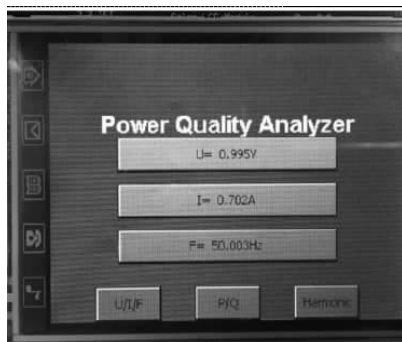 Power Quality Analyzer
U= 0.995V
I= 0.702A
F= 50.003Hz
U/I/F P/Q Harmonic